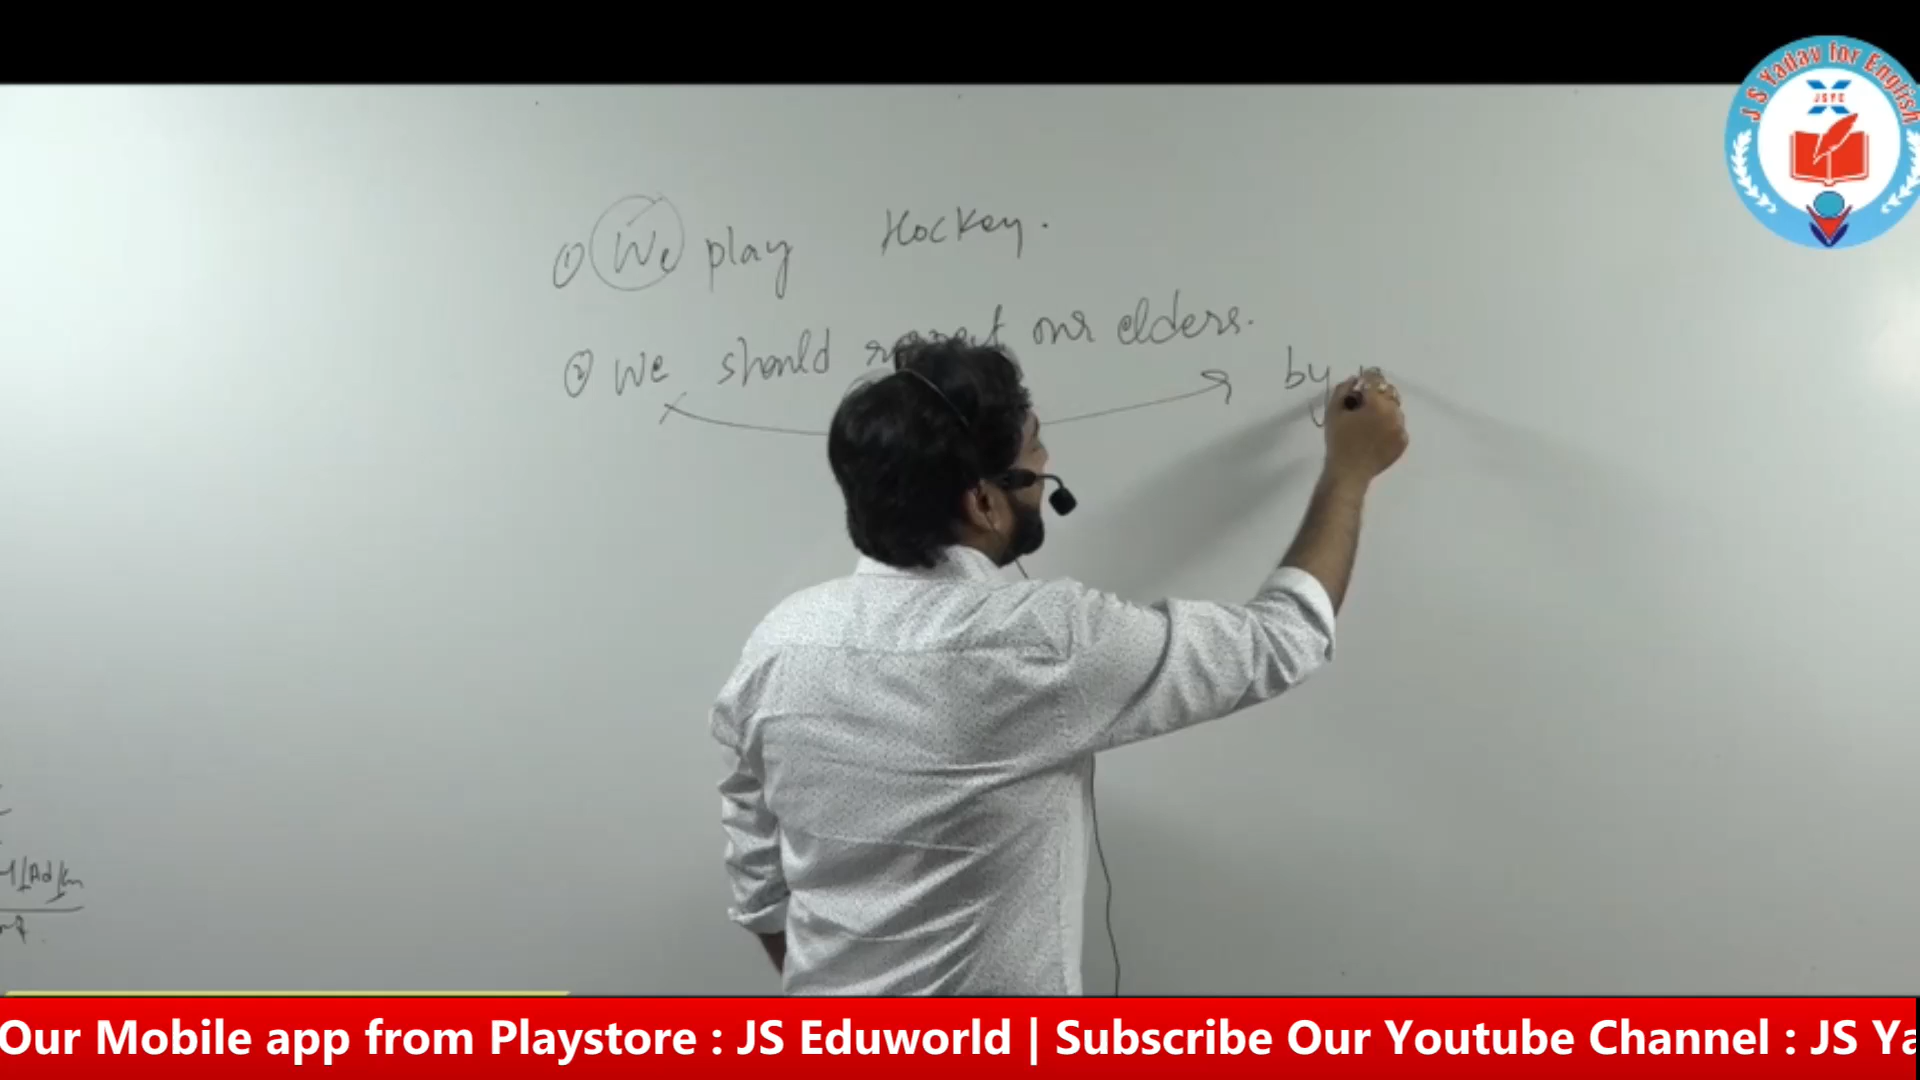 J S Yadav for English
JSYE
① We play Hockey.
② We should respect our elders.
by
Our Mobile app from Playstore : JS Eduworld | Subscribe Our Youtube Channel : JS Ya